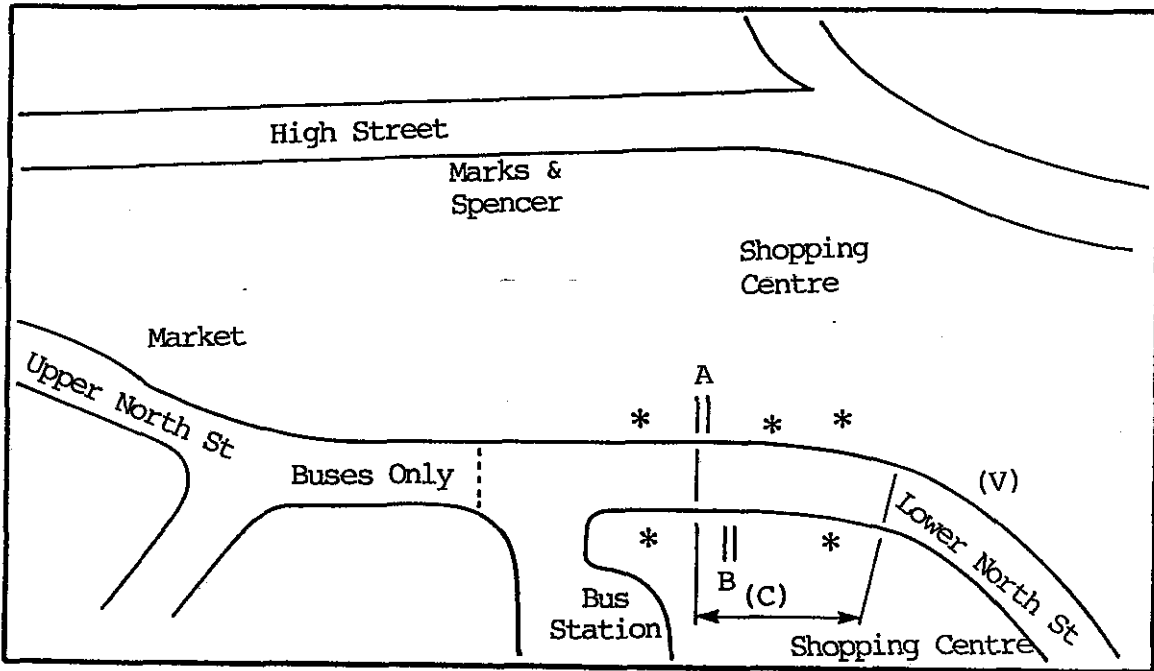 High Street
Marks &
Spencer
Shopping
Centre
Market
Upper North St
A
* * *
Buses Only
(V)
Lower North St
* *
B
(C)
Bus
Station
Shopping Centre